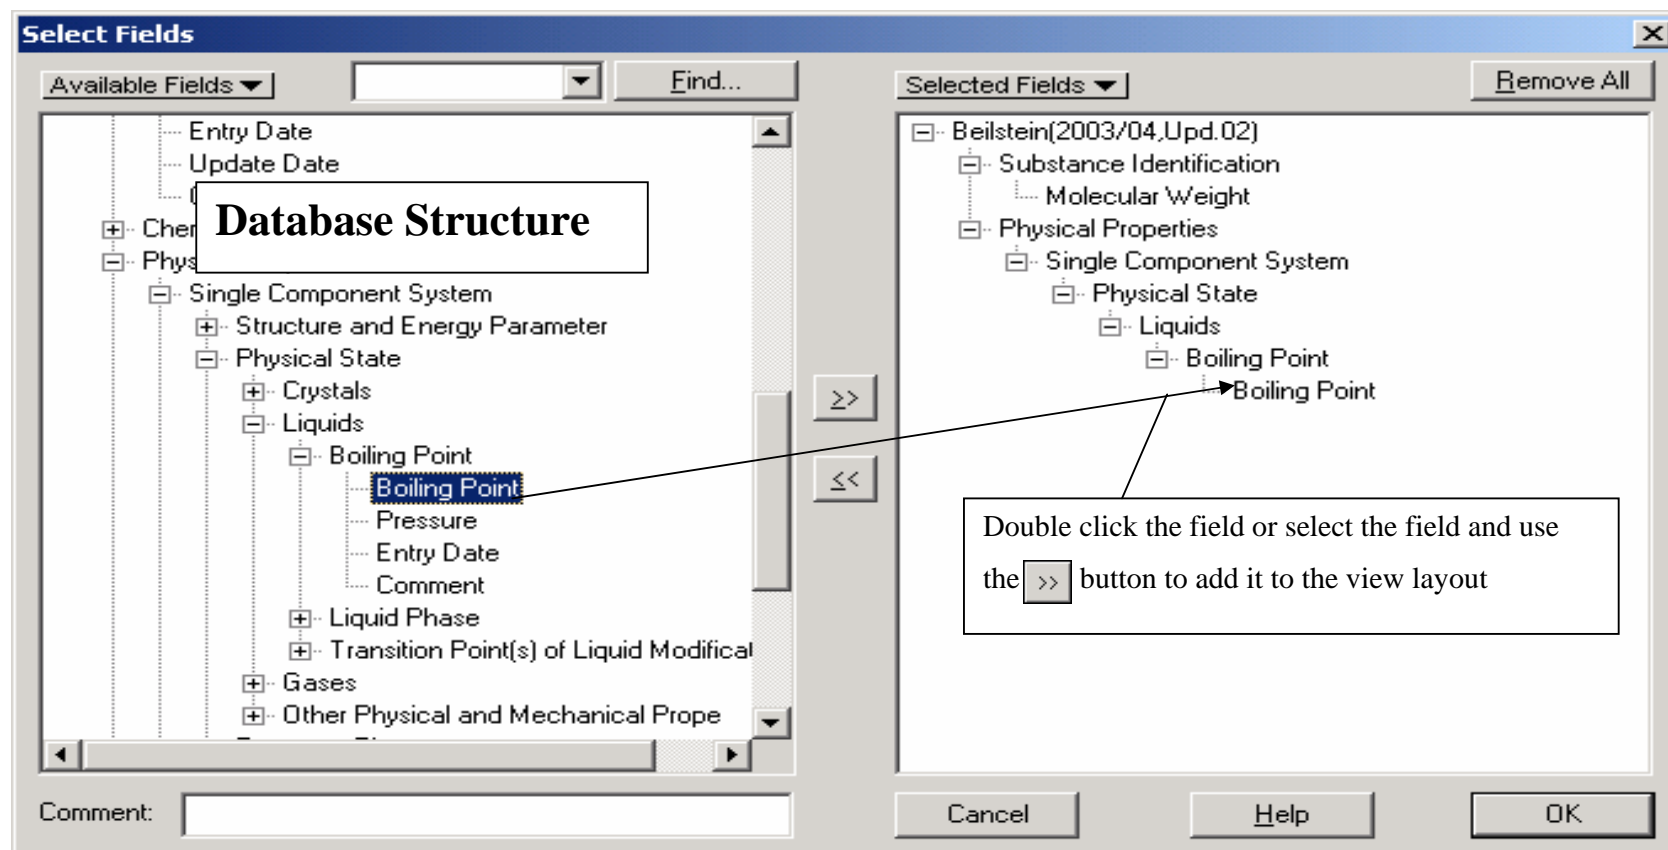 Select Fields
Available Fields
Find...
Selected Fields
Remove All
Entry Date
Update Date
Database Structure
Single Component System
Structure and Energy Parameter
Physical State
Crystals
Liquids
Boiling Point
Boiling Point
Pressure
Entry Date
Comment
Liquid Phase
Transition Point(s) of Liquid
Gases
Other Physical and Mechanical Prope
>>
<<
Beilstein(2003/04,Upd.02)
Substance Identification
Molecular Weight
Physical Properties
Single Component System
Physical State
Liquids
Boiling Point
Boiling Point
Double click the field or select the field and use
the >> button to add it to the view layout
Comment:
Cancel
Help
OK